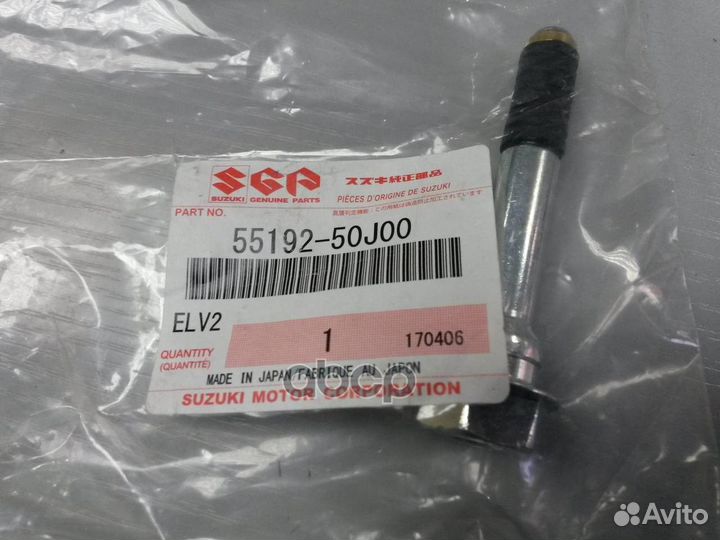 SGP
SUZUKI GENUINE PARTS
スズキ純正部品
PIÈCES D'ORIGINE DE SUZUKI
PART NO.
55192-50J00
ELV2
QUANTITY
(QUANTITÉ)
1
170406
MADE IN JAPAN/FABRIQUE AU JAPON
SUZUKI MOTOR CORPORATION
Avito